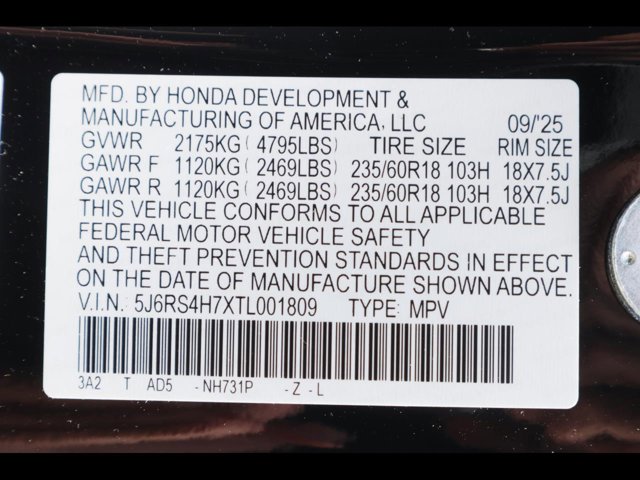 MFD. BY HONDA DEVELOPMENT &
MANUFACTURING OF AMERICA, LLC 09/'25
GVWR 2175KG( 4795LBS) TIRE SIZE RIM SIZE
GAWR F 1120KG( 2469LBS) 235/60R18 103H 18X7.5J
GAWR R 1120KG( 2469LBS) 235/60R18 103H 18X7.5J
THIS VEHICLE CONFORMS TO ALL APPLICABLE
FEDERAL MOTOR VEHICLE SAFETY
AND THEFT PREVENTION STANDARDS IN EFFECT
ON THE DATE OF MANUFACTURE SHOWN ABOVE.
V.I.N: 5J6RS4H7XTL001809 TYPE: MPV
3A2 T AD5 -NH731P -Z-L